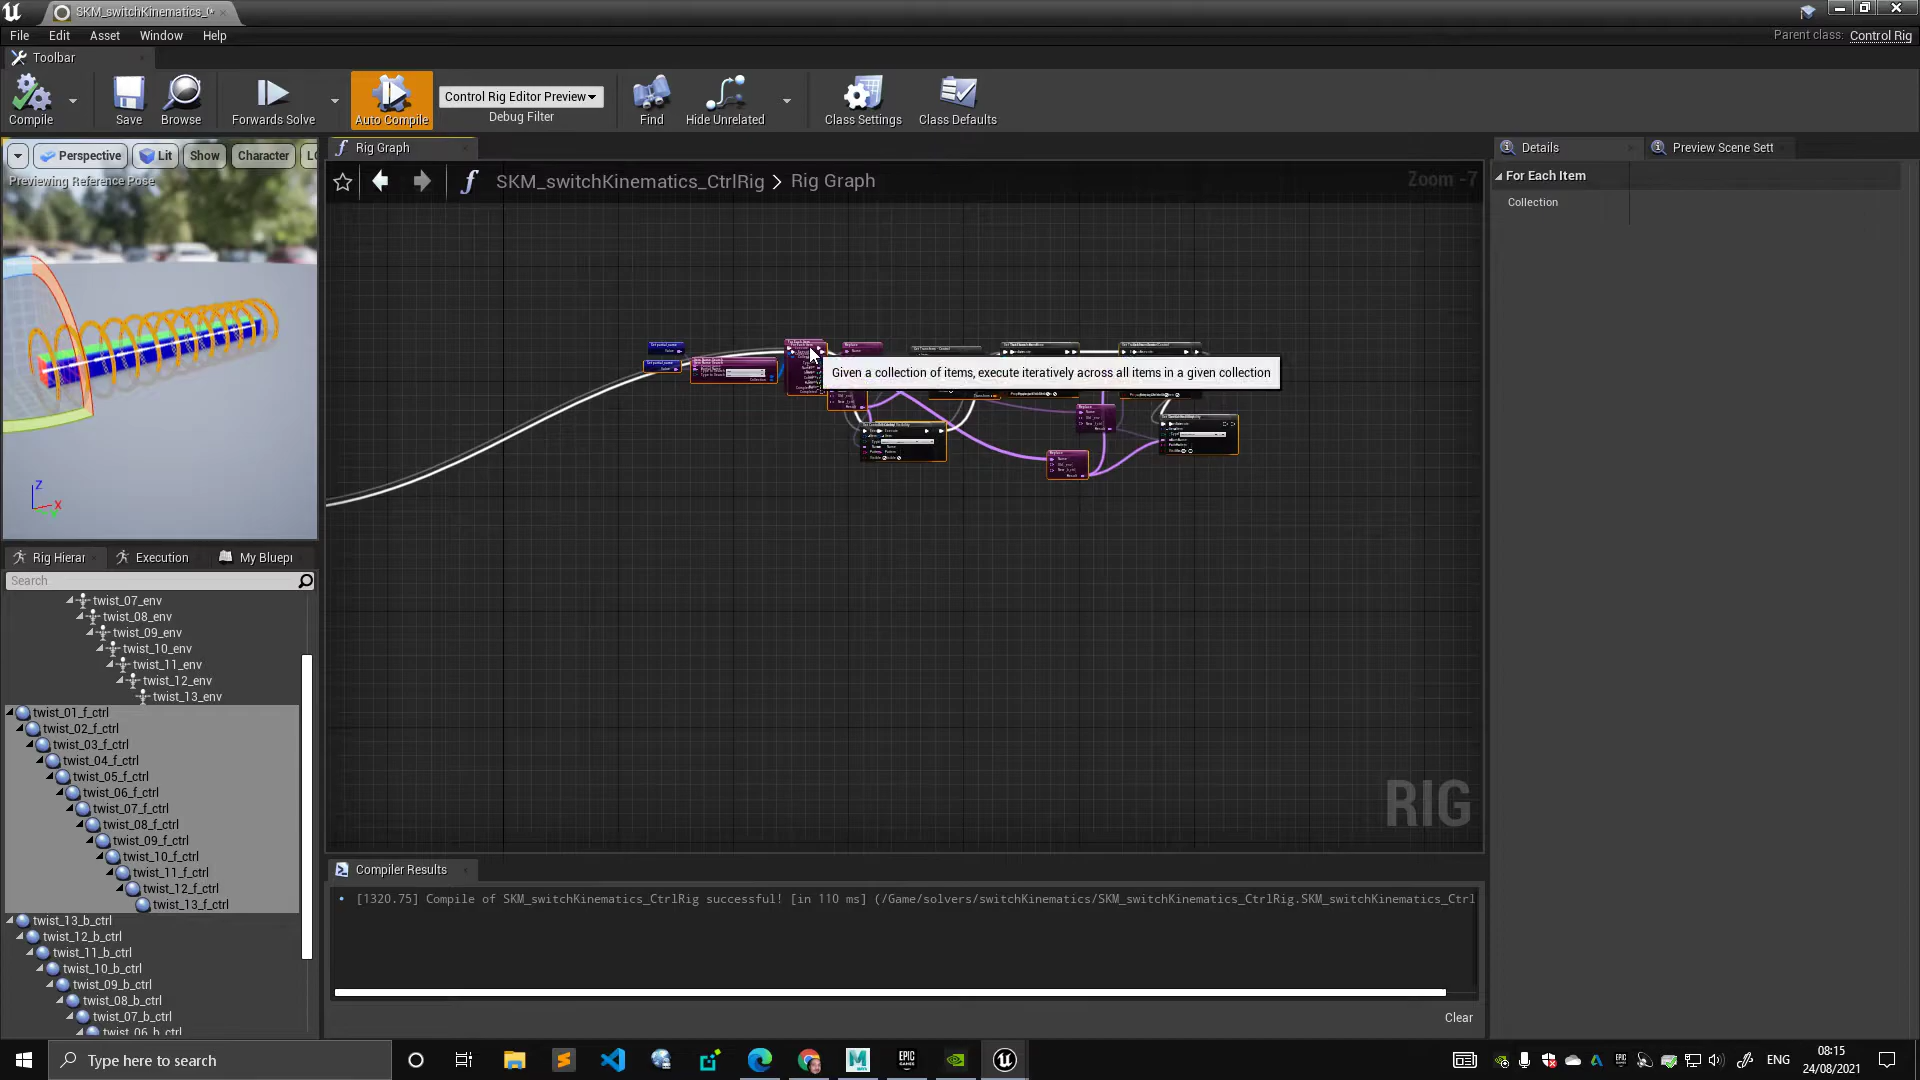 SKM_switchKinematics_C*
File Edit Asset Window Help
Parent class: Control Rig
Toolbar
Compile
Save
Browse
Forwards Solve
Auto Compile
Control Rig Editor Preview
Debug Filter
Find
Hide Unrelated
Class Settings
Class Defaults
Perspective
Lit
Show
Character
Previewing Reference Pose
Z
X
Rig Graph
SKM_switchKinematics_CtrlRig > Rig Graph
Zoom -7
Given a collection of items, execute iteratively across all items in a given collection
RIG
Details
Preview Scene Sett
For Each Item
Collection
Rig Hierar
Execution
My Bluepr
Search
twist_07_env
twist_08_env
twist_09_env
twist_10_env
twist_11_env
twist_12_env
twist_13_env
twist_01_f_ctrl
twist_02_f_ctrl
twist_03_f_ctrl
twist_04_f_ctrl
twist_05_f_ctrl
twist_06_f_ctrl
twist_07_f_ctrl
twist_08_f_ctrl
twist_09_f_ctrl
twist_10_f_ctrl
twist_11_f_ctrl
twist_12_f_ctrl
twist_13_f_ctrl
twist_13_b_ctrl
twist_12_b_ctrl
twist_11_b_ctrl
twist_10_b_ctrl
twist_09_b_ctrl
twist_08_b_ctrl
twist_07_b_ctrl
twist_06_b_ctrl
Compiler Results
[1320.75] Compile of SKM_switchKinematics_CtrlRig successful! [in 110 ms] (/Game/solvers/switchKinematics/SKM_switchKinematics_CtrlRig.SKM_switchKinematics_Ctrl
Clear
Type here to search
ENG
08:15
24/08/2021